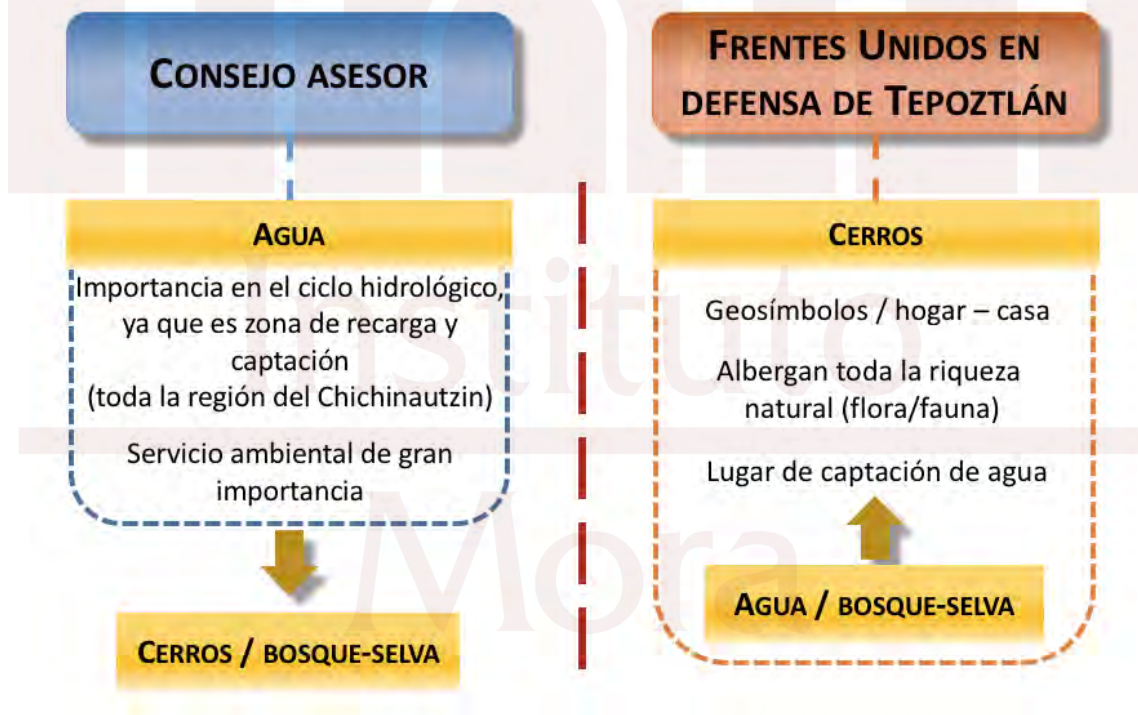 CONSEJO ASESOR
AGUA
Importancia en el ciclo hidrológico,
ya que es zona de recarga y
captación
(toda la región del Chichinautzin)
Servicio ambiental de gran
importancia
CERROS / BOSQUE-SELVA
FRENTES UNIDOS EN
DEFENSA DE TEPOZTLÁN
CERROS
Geosímbolos / hogar – casa
Albergan toda la riqueza
natural (flora/fauna)
Lugar de captación de agua
AGUA / BOSQUE-SELVA
Instituto
Mora